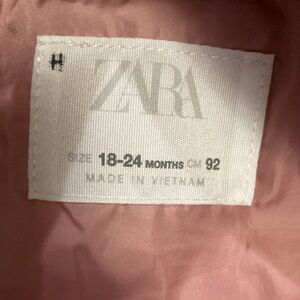 H
ZARA
SIZE 18-24 MONTHS CM 92
MADE IN VIETNAM